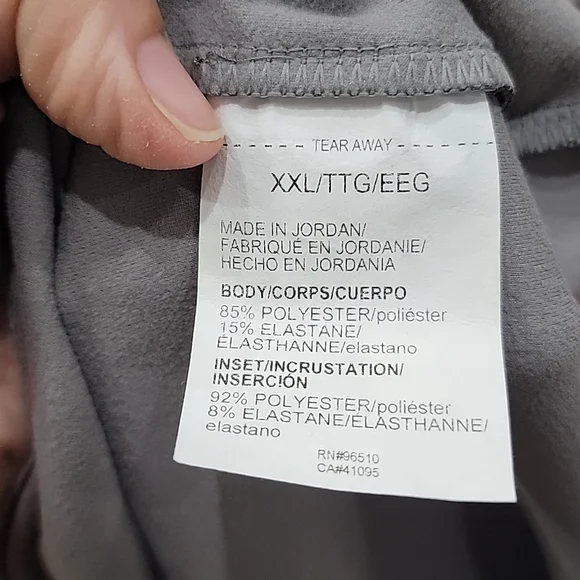 TEAR AWAY
XXL/TTG/EEG
MADE IN JORDAN/
FABRIQUÉ EN JORDANIE/
HECHO EN JORDANIA
BODY/CORPS/CUERPO
85% POLYESTER/poliéster
15% ELASTANE/
ÉLASTHANNE/elastano
INSET/INCRUSTATION/
INSERCIÓN
92% POLYESTER/poliéster
8% ELASTANE/ÉLASTHANNE/
elastano
RN#96510
CA#41095